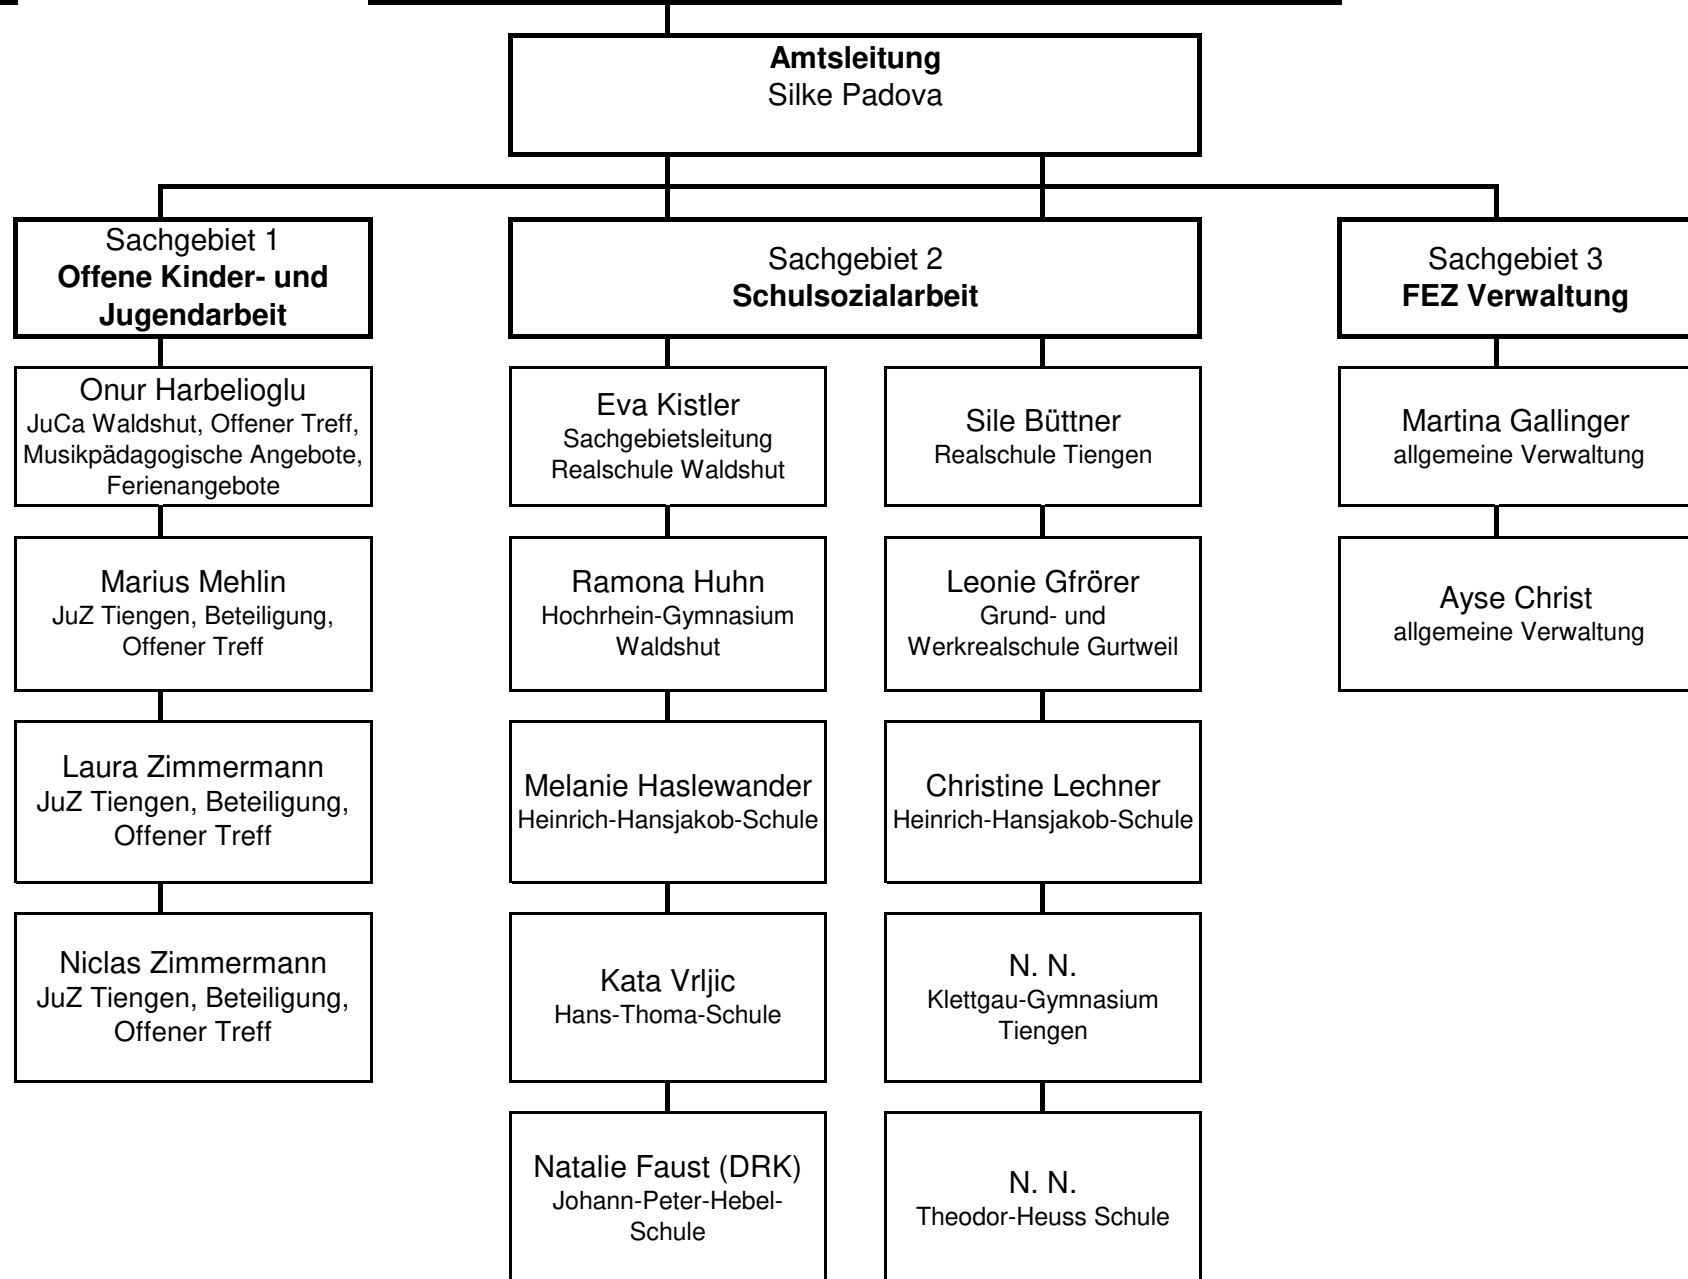 Amtsleitung
Silke Padova
Sachgebiet 1
Offene Kinder- und
Jugendarbeit
Sachgebiet 2
Schulsozialarbeit
Sachgebiet 3
FEZ Verwaltung
Onur Harbelioglu
JuCa Waldshut, Offener Treff,
Musikpädagogische Angebote,
Ferienangebote
Eva Kistler
Sachgebietsleitung
Realschule Waldshut
Sile Büttner
Realschule Tiengen
Martina Gallinger
allgemeine Verwaltung
Marius Mehlin
JuZ Tiengen, Beteiligung,
Offener Treff
Ramona Huhn
Hochrhein-Gymnasium
Waldshut
Leonie Gfrörer
Grund- und
Werkrealschule Gurtweil
Ayse Christ
allgemeine Verwaltung
Laura Zimmermann
JuZ Tiengen, Beteiligung,
Offener Treff
Melanie Haslewander
Heinrich-Hansjakob-Schule
Christine Lechner
Heinrich-Hansjakob-Schule
Niclas Zimmermann
JuZ Tiengen, Beteiligung,
Offener Treff
Kata Vrljic
Hans-Thoma-Schule
N. N.
Klettgau-Gymnasium
Tiengen
Natalie Faust (DRK)
Johann-Peter-Hebel-
Schule
N. N.
Theodor-Heuss Schule